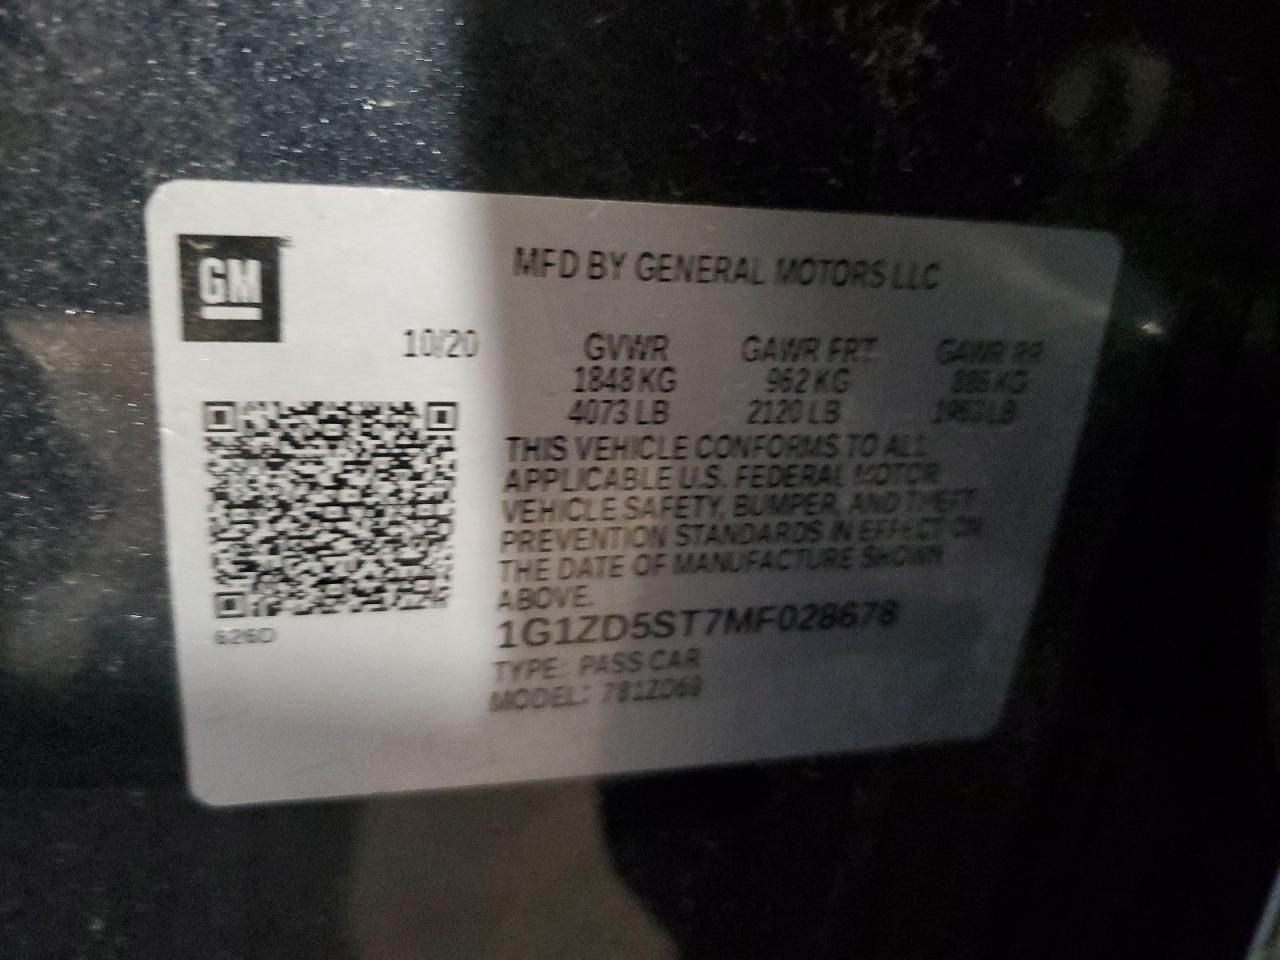 GM
MFD BY GENERAL MOTORS LLC
10/20
GVWR GAWR FRT GAWR RR
1848 KG 962 KG 886 KG
4073 LB 2120 LB 1953 LB
THIS VEHICLE CONFORMS TO ALL
APPLICABLE U.S. FEDERAL MOTOR
VEHICLE SAFETY, BUMPER, AND THEFT
PREVENTION STANDARDS IN EFFECT ON
THE DATE OF MANUFACTURE SHOWN
ABOVE.
1G1ZD5ST7MF028678
626D
TYPE: PASS CAR
MODEL: 781ZD69